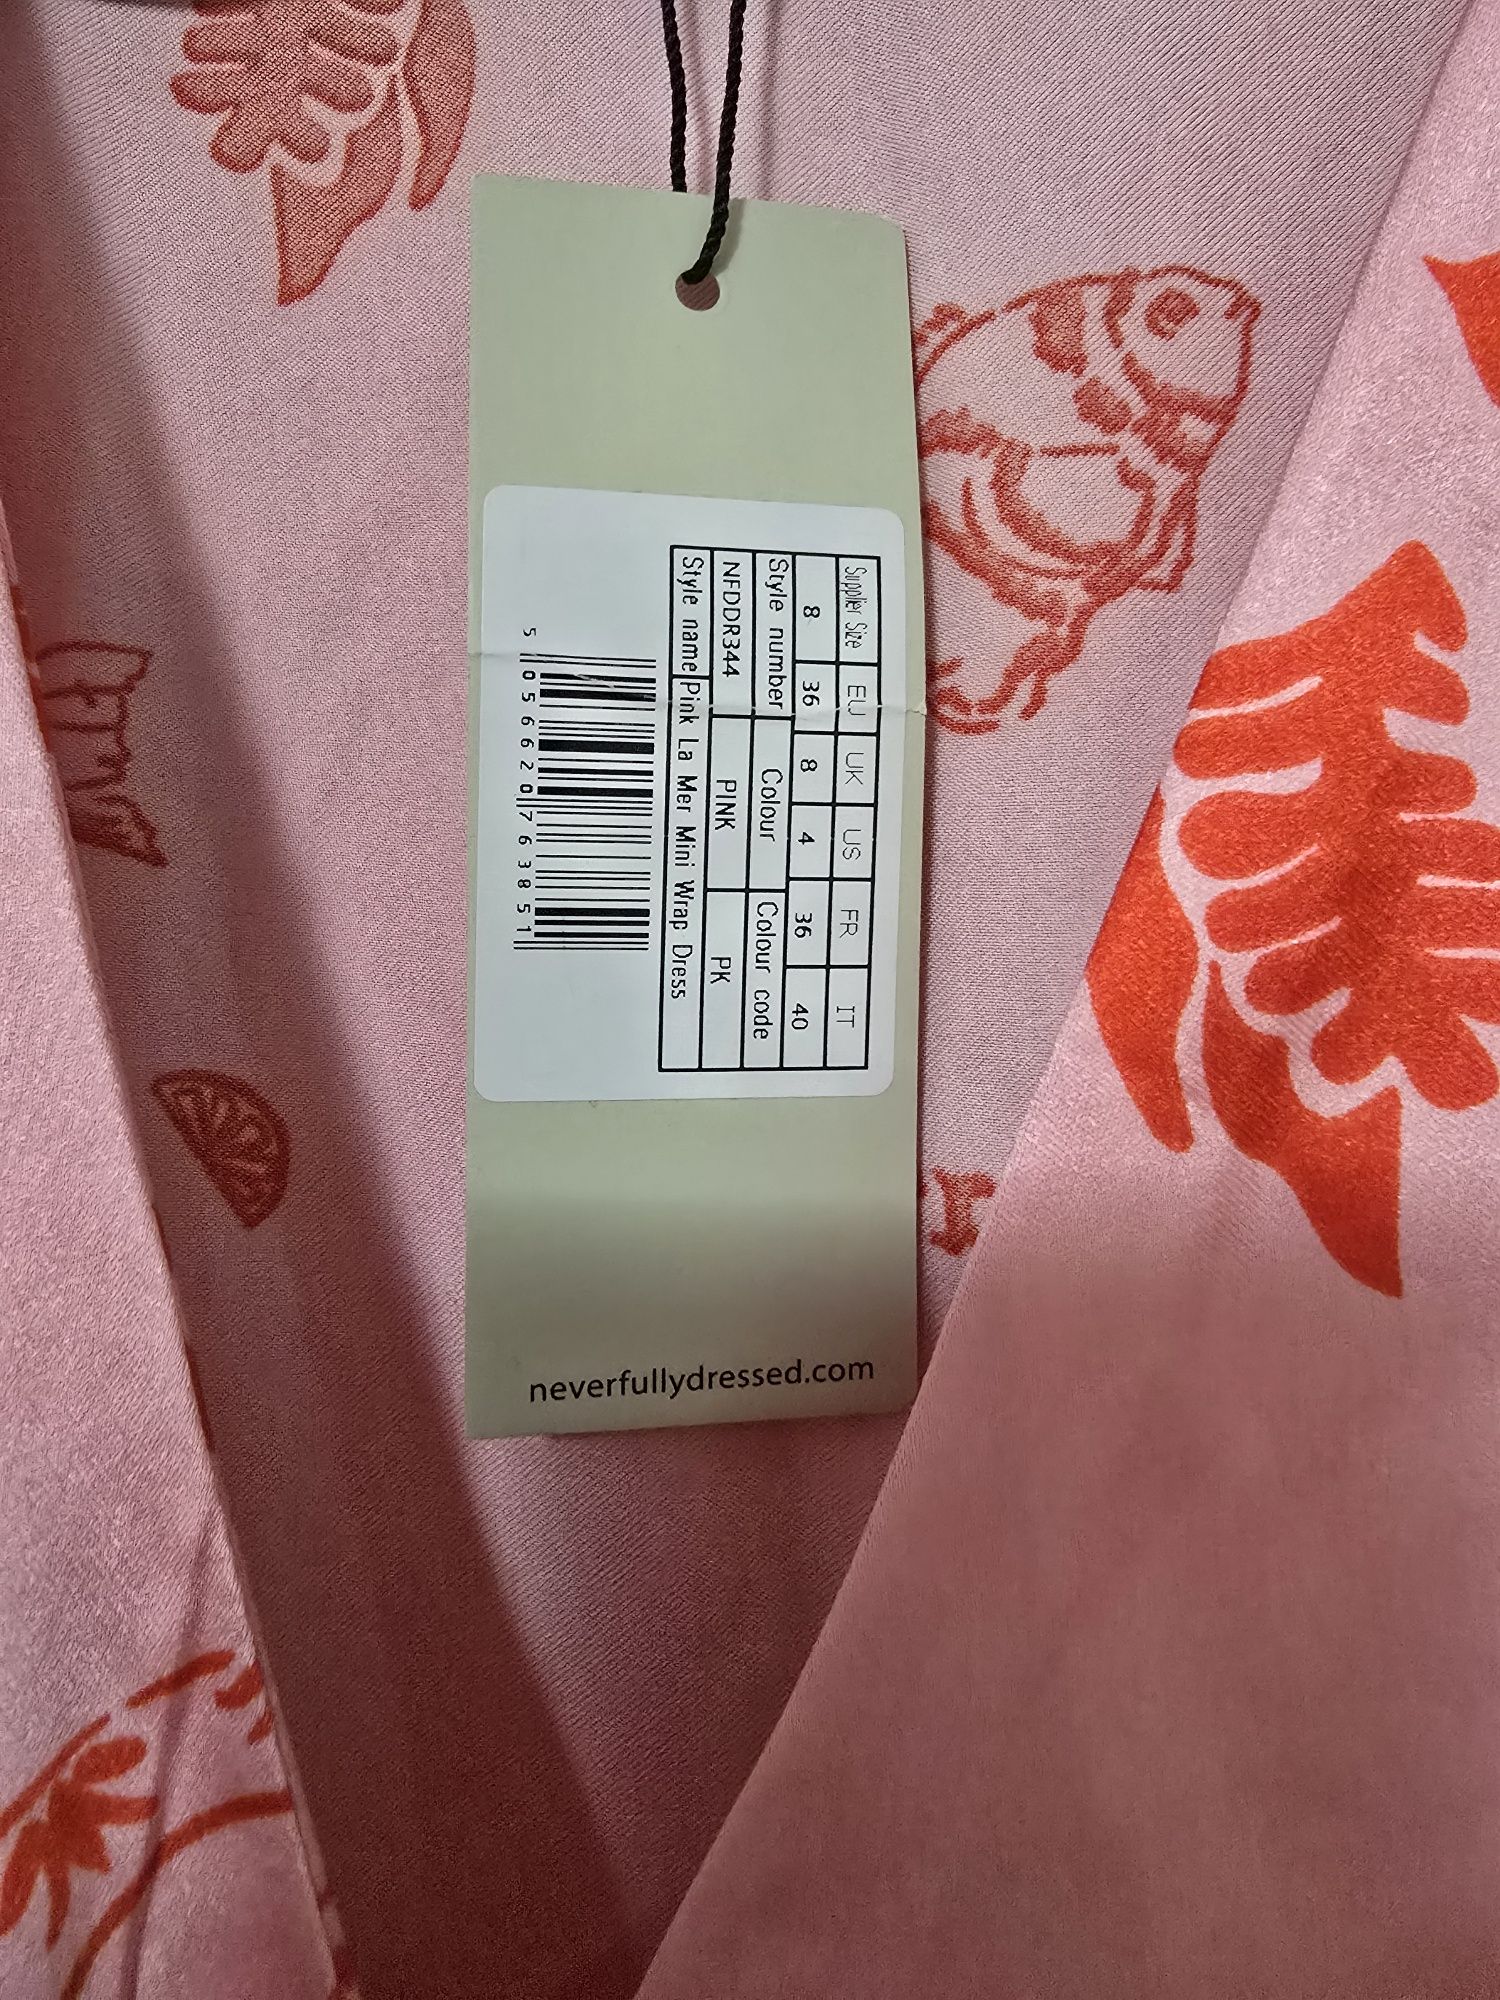 Supplier Size EU UK US FR IT
8 36 8 4 36 40
Style number Colour Colour code
NFDDR344 PINK PK
Style name Pink La Mer Mini Wrap Dress
5 056620 763851
neverfullydressed.com